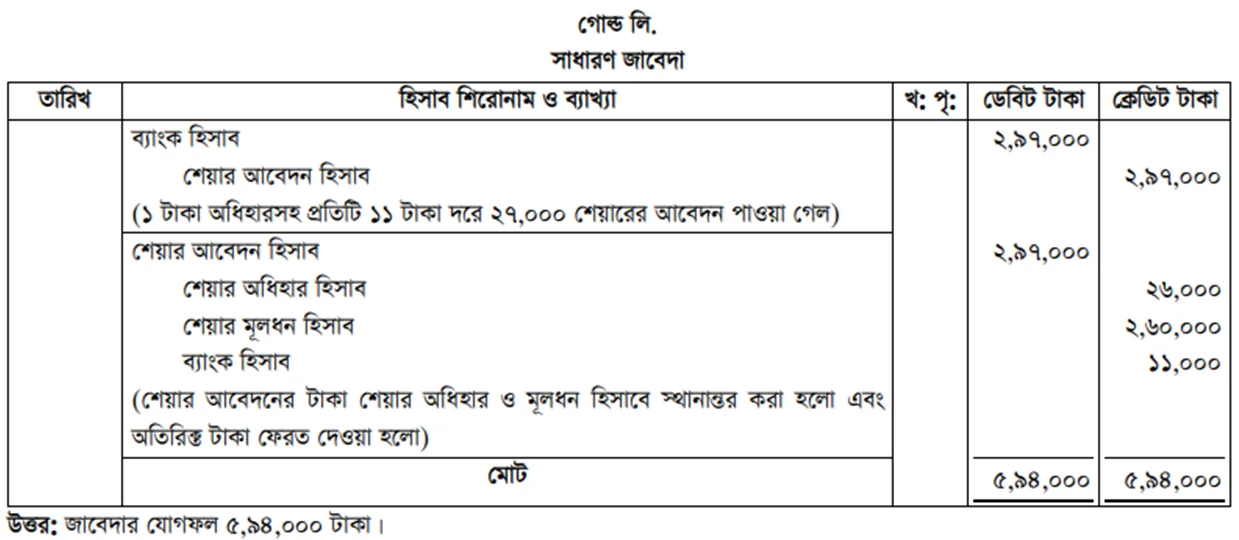 গোল্ড লি.
সাধারণ জাবেদা
তারিখ হিসাব শিরোনাম ও ব্যাখ্যা খ: পৃ: ডেবিট টাকা ক্রেডিট টাকা
ব্যাংক হিসাব ২,৯৭,০০০
শেয়ার আবেদন হিসাব ২,৯৭,০০০
(১ টাকা অধিহারসহ প্রতিটি ১১ টাকা দরে ২৭,০০০ শেয়ারের আবেদন পাওয়া গেল)
শেয়ার আবেদন হিসাব ২,৯৭,০০০
শেয়ার অধিহার হিসাব ২৬,০০০
শেয়ার মূলধন হিসাব ২,৬০,০০০
ব্যাংক হিসাব ১১,০০০
(শেয়ার আবেদনের টাকা শেয়ার অধিহার ও মূলধন হিসাবে স্থানান্তর করা হলো এবং
অতিরিক্ত টাকা ফেরত দেওয়া হলো)
মোট ৫,৯৪,০০০ ৫,৯৪,০০০
উত্তর: জাবেদার যোগফল ৫,৯৪,০০০ টাকা।